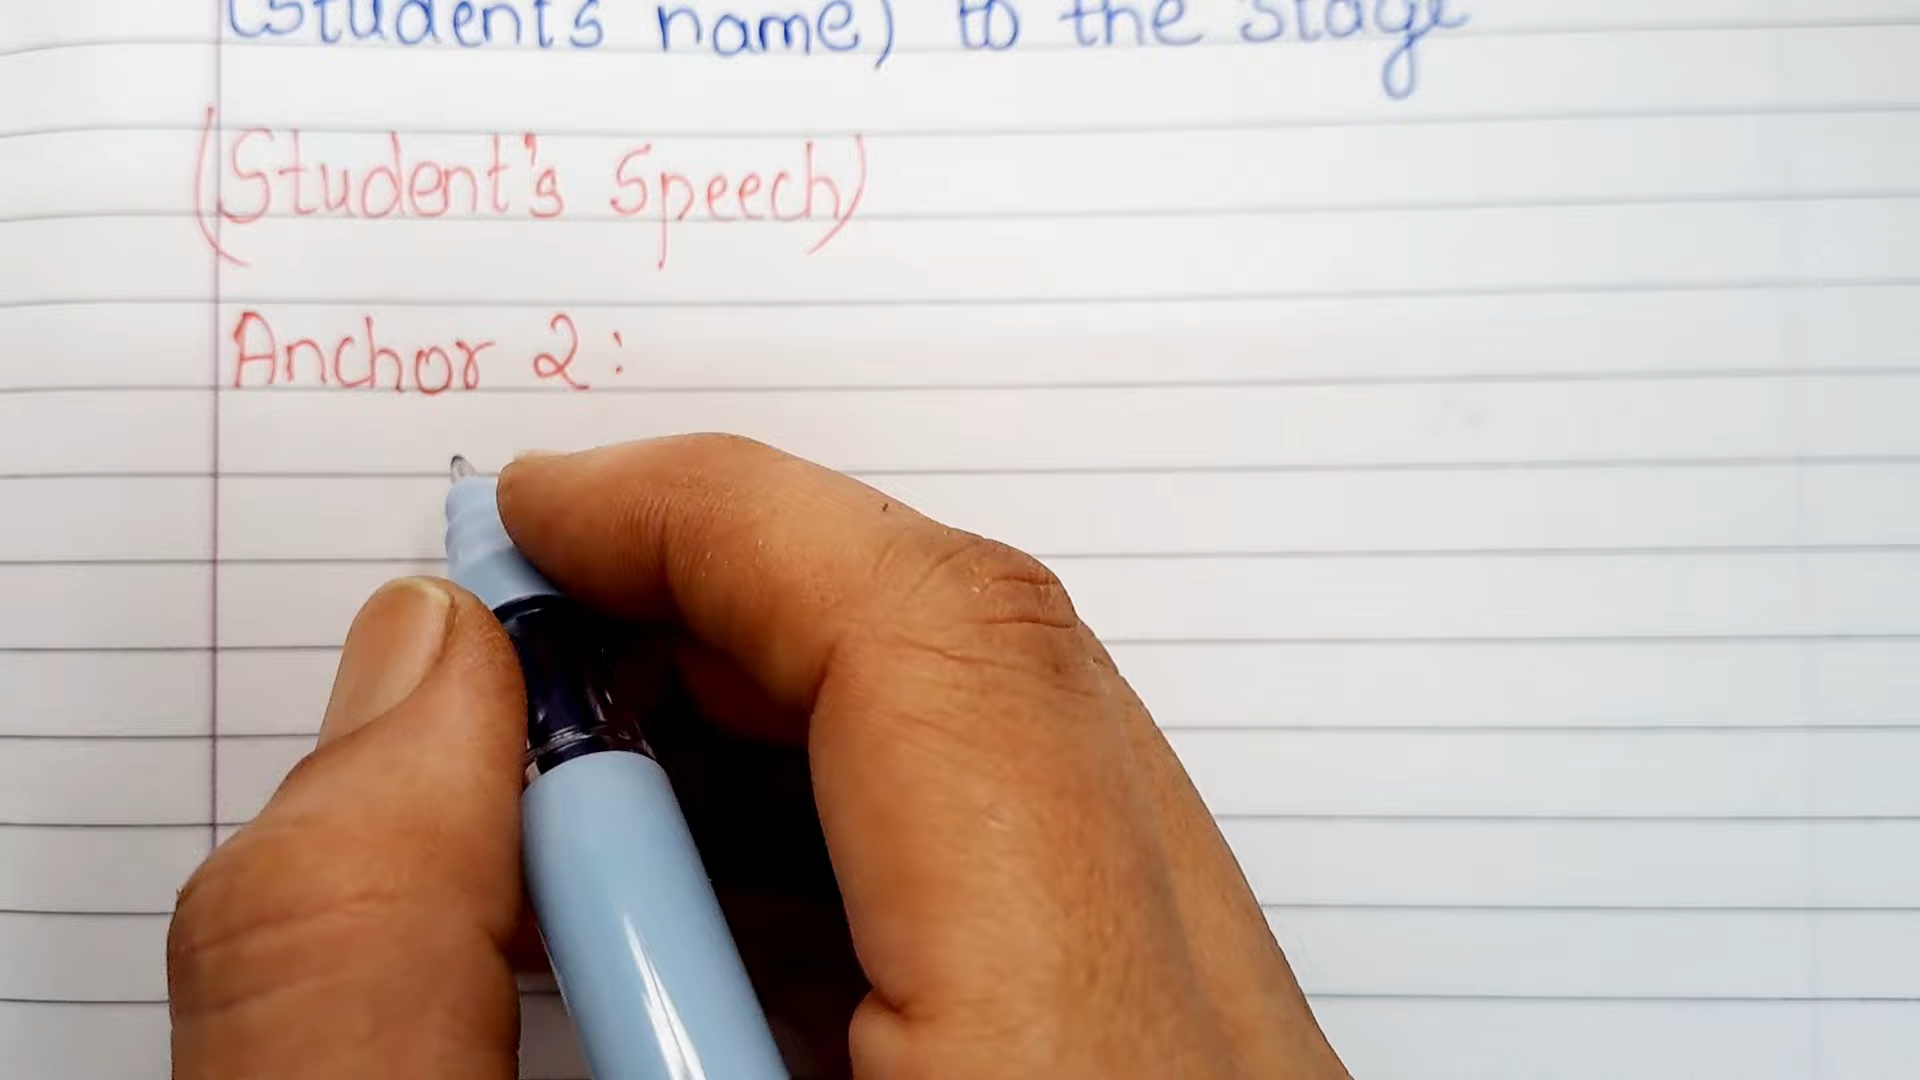 (Student's name) to the stage
(Student's Speech)
Anchor 2: